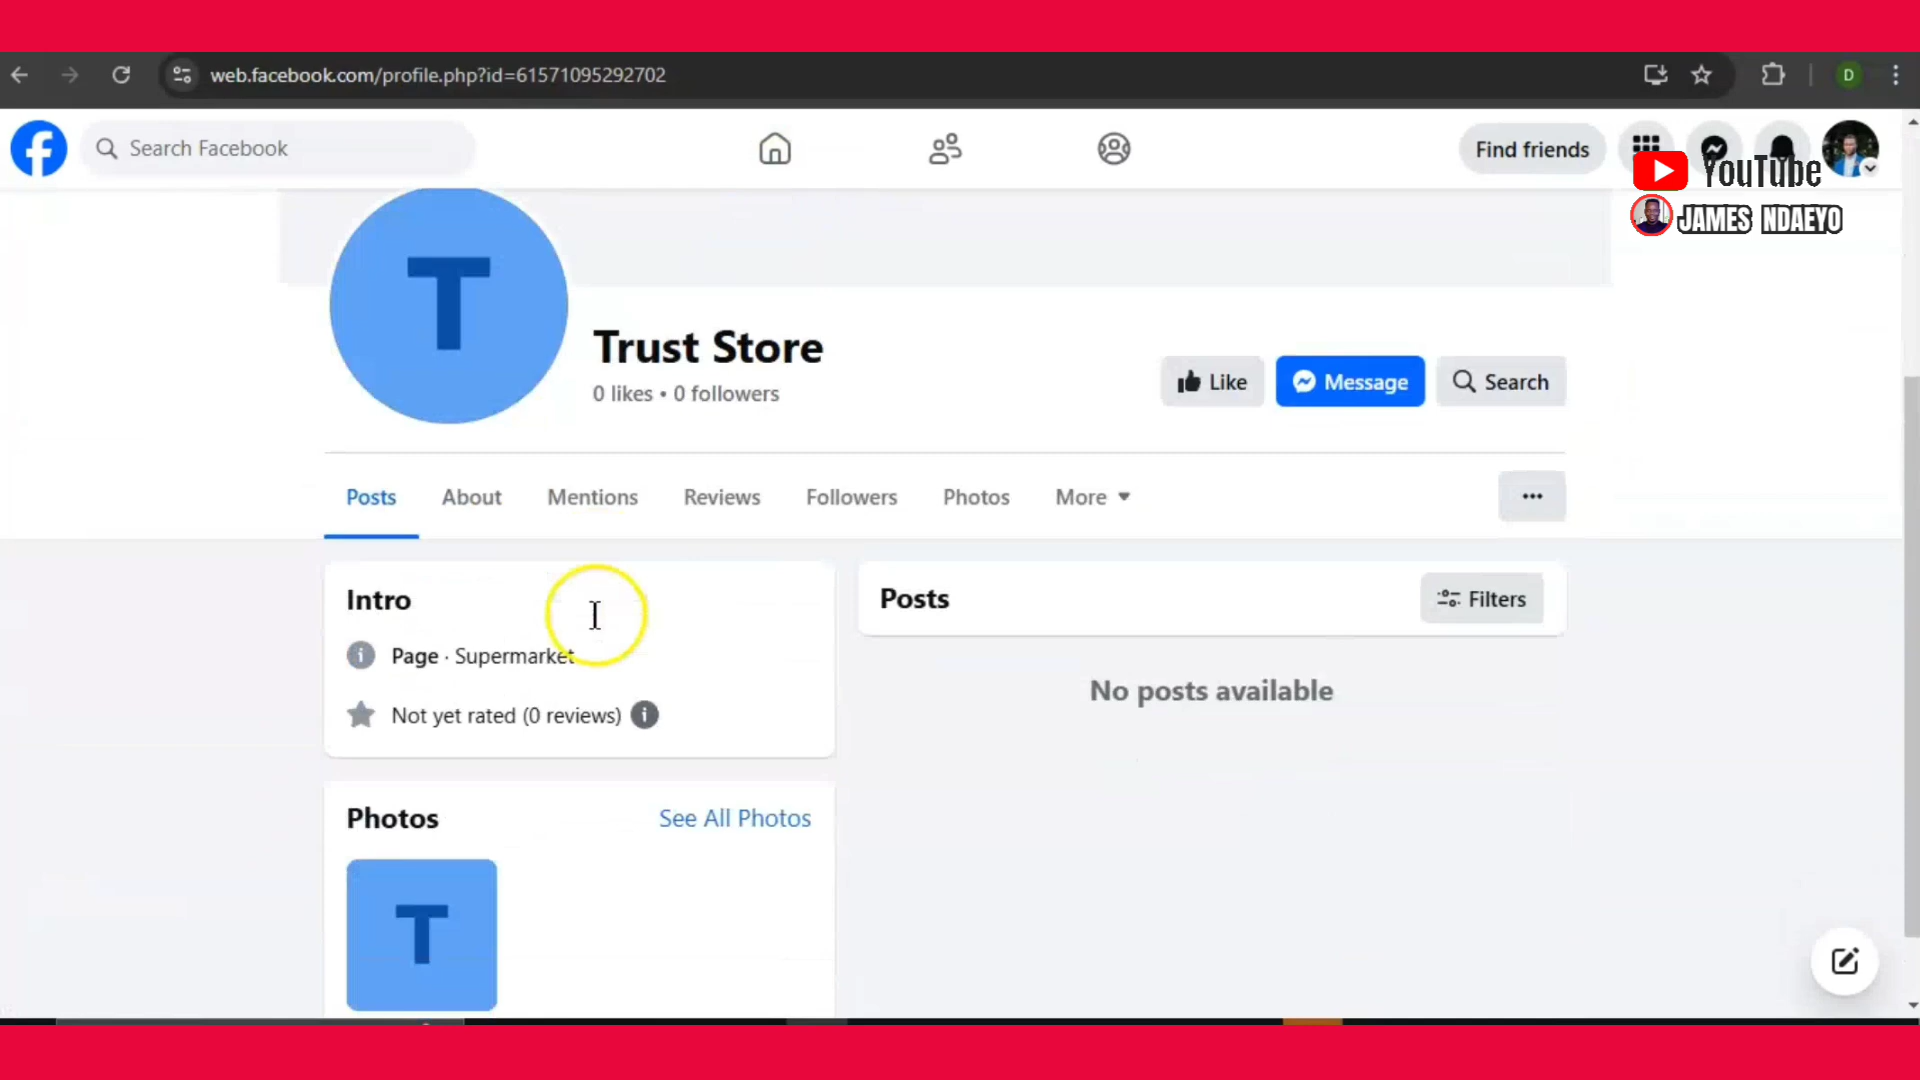 web.facebook.com/profile.php?id=61571095292702
D
Search Facebook
Find friends
YouTube
JAMES NDAEYO
T
Trust Store
0 likes • 0 followers
Like
Message
Search
Posts
About
Mentions
Reviews
Followers
Photos
More
Intro
Page · Supermarket
Not yet rated (0 reviews)
Posts
Filters
No posts available
Photos
See All Photos
T